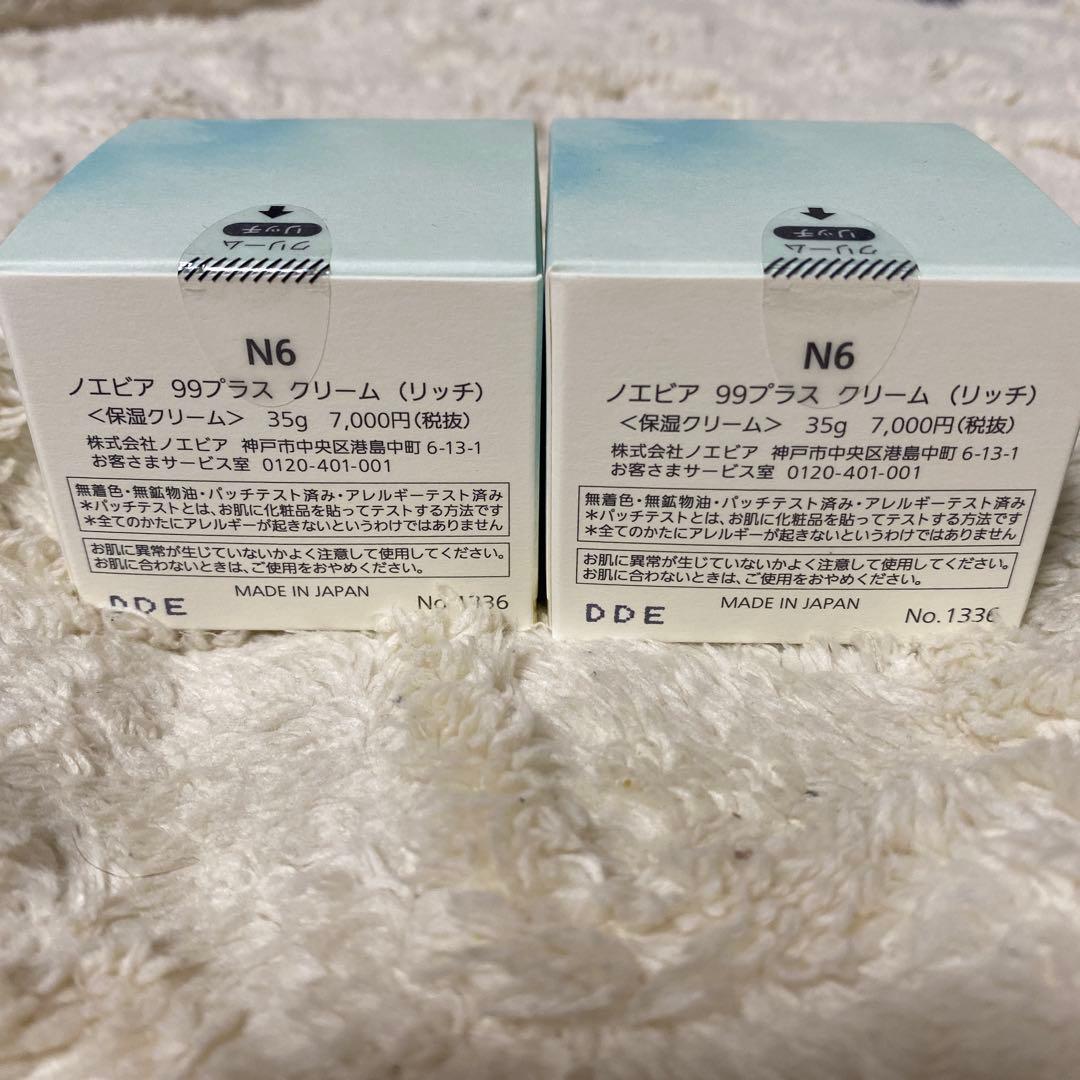 リッチ
クリーム
N6
ノエビア 99プラス クリーム (リッチ)
<保湿クリーム> 35g 7,000円(税抜)
株式会社ノエビア 神戸市中央区港島中町 6-13-1
お客さまサービス室 0120-401-001
無着色・無鉱物油・パッチテスト済み・アレルギーテスト済み
*パッチテストとは、お肌に化粧品を貼ってテストする方法です
*全てのかたにアレルギーが起きないというわけではありません
お肌に異常が生じていないかよく注意して使用してください。
お肌に合わないときは、ご使用をおやめください。
MADE IN JAPAN
DDE No.1336
リッチ
クリーム
N6
ノエビア 99プラス クリーム (リッチ)
<保湿クリーム> 35g 7,000円(税抜)
株式会社ノエビア 神戸市中央区港島中町 6-13-1
お客さまサービス室 0120-401-001
無着色・無鉱物油・パッチテスト済み・アレルギーテスト済み
*パッチテストとは、お肌に化粧品を貼ってテストする方法です
*全てのかたにアレルギーが起きないというわけではありません
お肌に異常が生じていないかよく注意して使用してください。
お肌に合わないときは、ご使用をおやめください。
MADE IN JAPAN
DDE No.1336